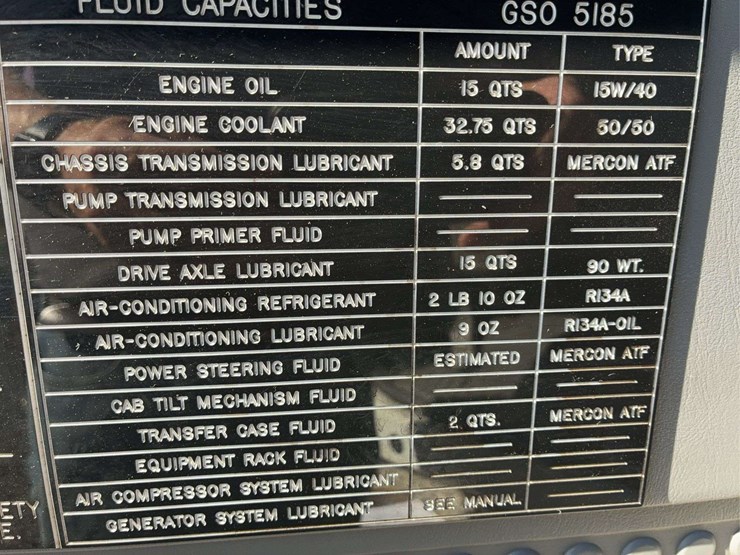 FLUID CAPACITIES GSO 5185
AMOUNT TYPE
ENGINE OIL 15 QTS 15W/40
ENGINE COOLANT 32.75 QTS 50/50
CHASSIS TRANSMISSION LUBRICANT 5.8 QTS MERCON ATF
PUMP TRANSMISSION LUBRICANT
PUMP PRIMER FLUID
DRIVE AXLE LUBRICANT 15 QTS 90 WT.
AIR-CONDITIONING REFRIGERANT 2 LB 10 OZ R134A
AIR-CONDITIONING LUBRICANT 9 OZ R134A-OIL
POWER STEERING FLUID ESTIMATED MERCON ATF
CAB TILT MECHANISM FLUID
TRANSFER CASE FLUID 2 QTS. MERCON ATF
EQUIPMENT RACK FLUID
AIR COMPRESSOR SYSTEM LUBRICANT
GENERATOR SYSTEM LUBRICANT SEE MANUAL